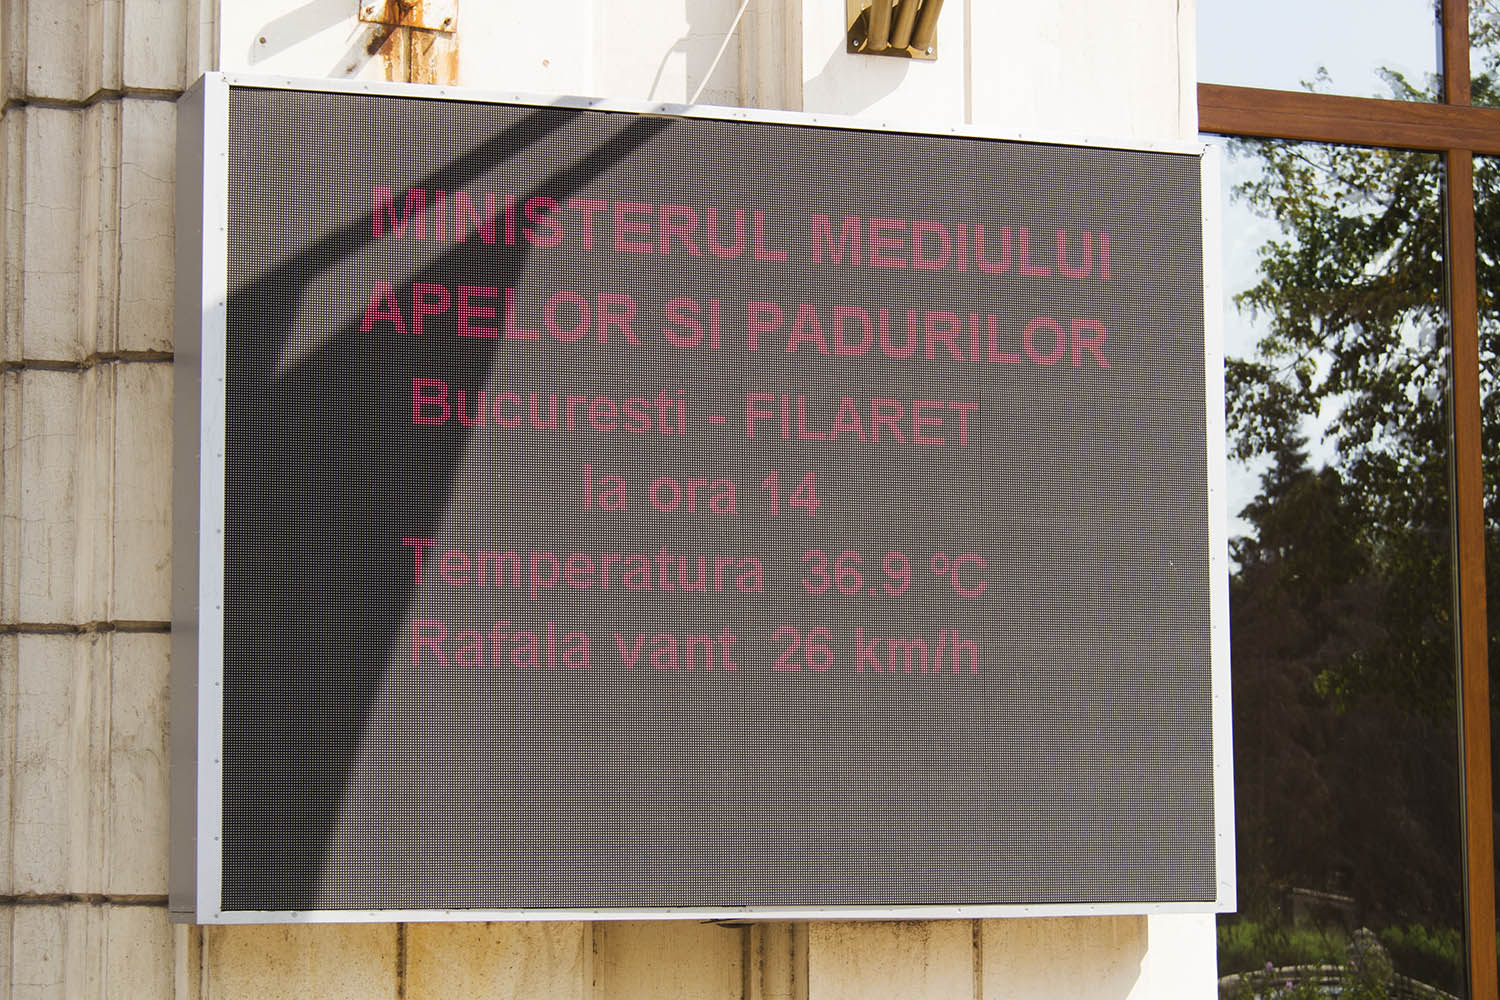 MINISTERUL MEDIULUI
APELOR SI PADURILOR
Bucuresti - FILARET
la ora 14
Temperatura 36.9 °C
Rafala vant 26 km/h